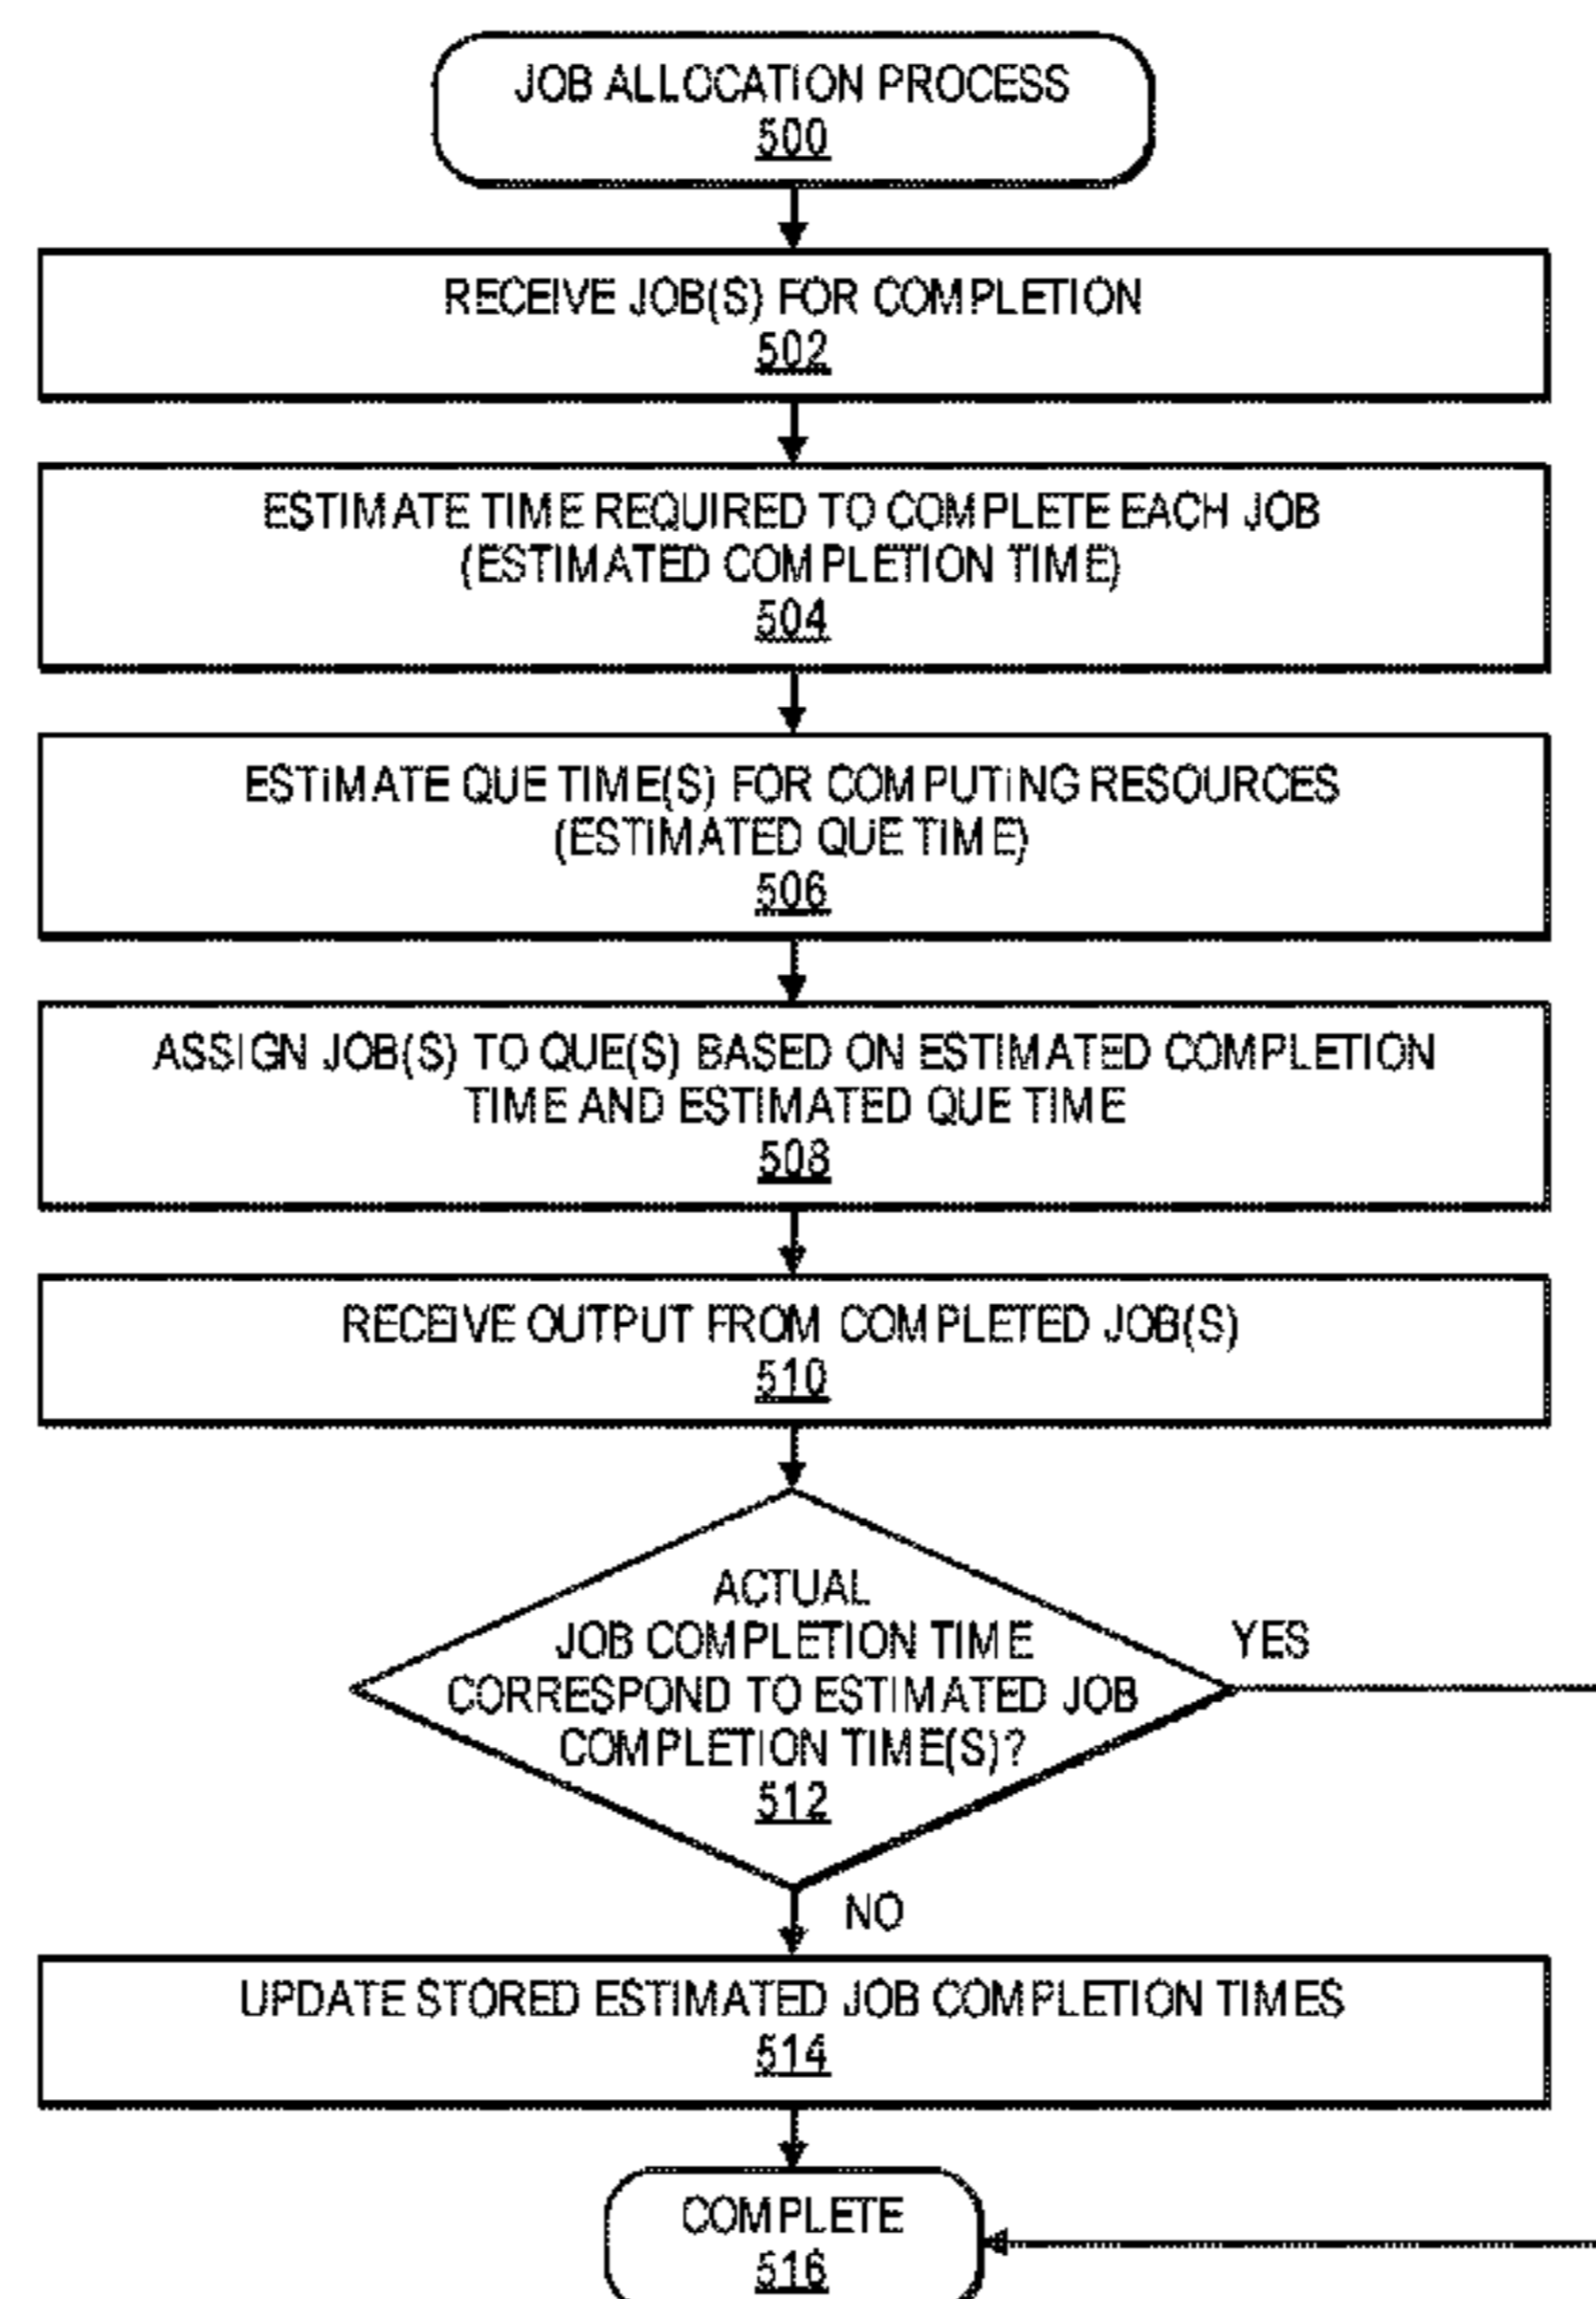 JOB ALLOCATION PROCESS
500
RECEIVE JOB(S) FOR COMPLETION
502
ESTIMATE TIME REQUIRED TO COMPLETE EACH JOB
(ESTIMATED COMPLETION TIME)
504
ESTIMATE QUE TIME(S) FOR COMPUTING RESOURCES
(ESTIMATED QUE TIME)
506
ASSIGN JOB(S) TO QUE(S) BASED ON ESTIMATED COMPLETION
TIME AND ESTIMATED QUE TIME
508
RECEIVE OUTPUT FROM COMPLETED JOB(S)
510
ACTUAL
JOB COMPLETION TIME
CORRESPOND TO ESTIMATED JOB
COMPLETION TIME(S)?
512
YES
NO
UPDATE STORED ESTIMATED JOB COMPLETION TIMES
514
COMPLETE
516